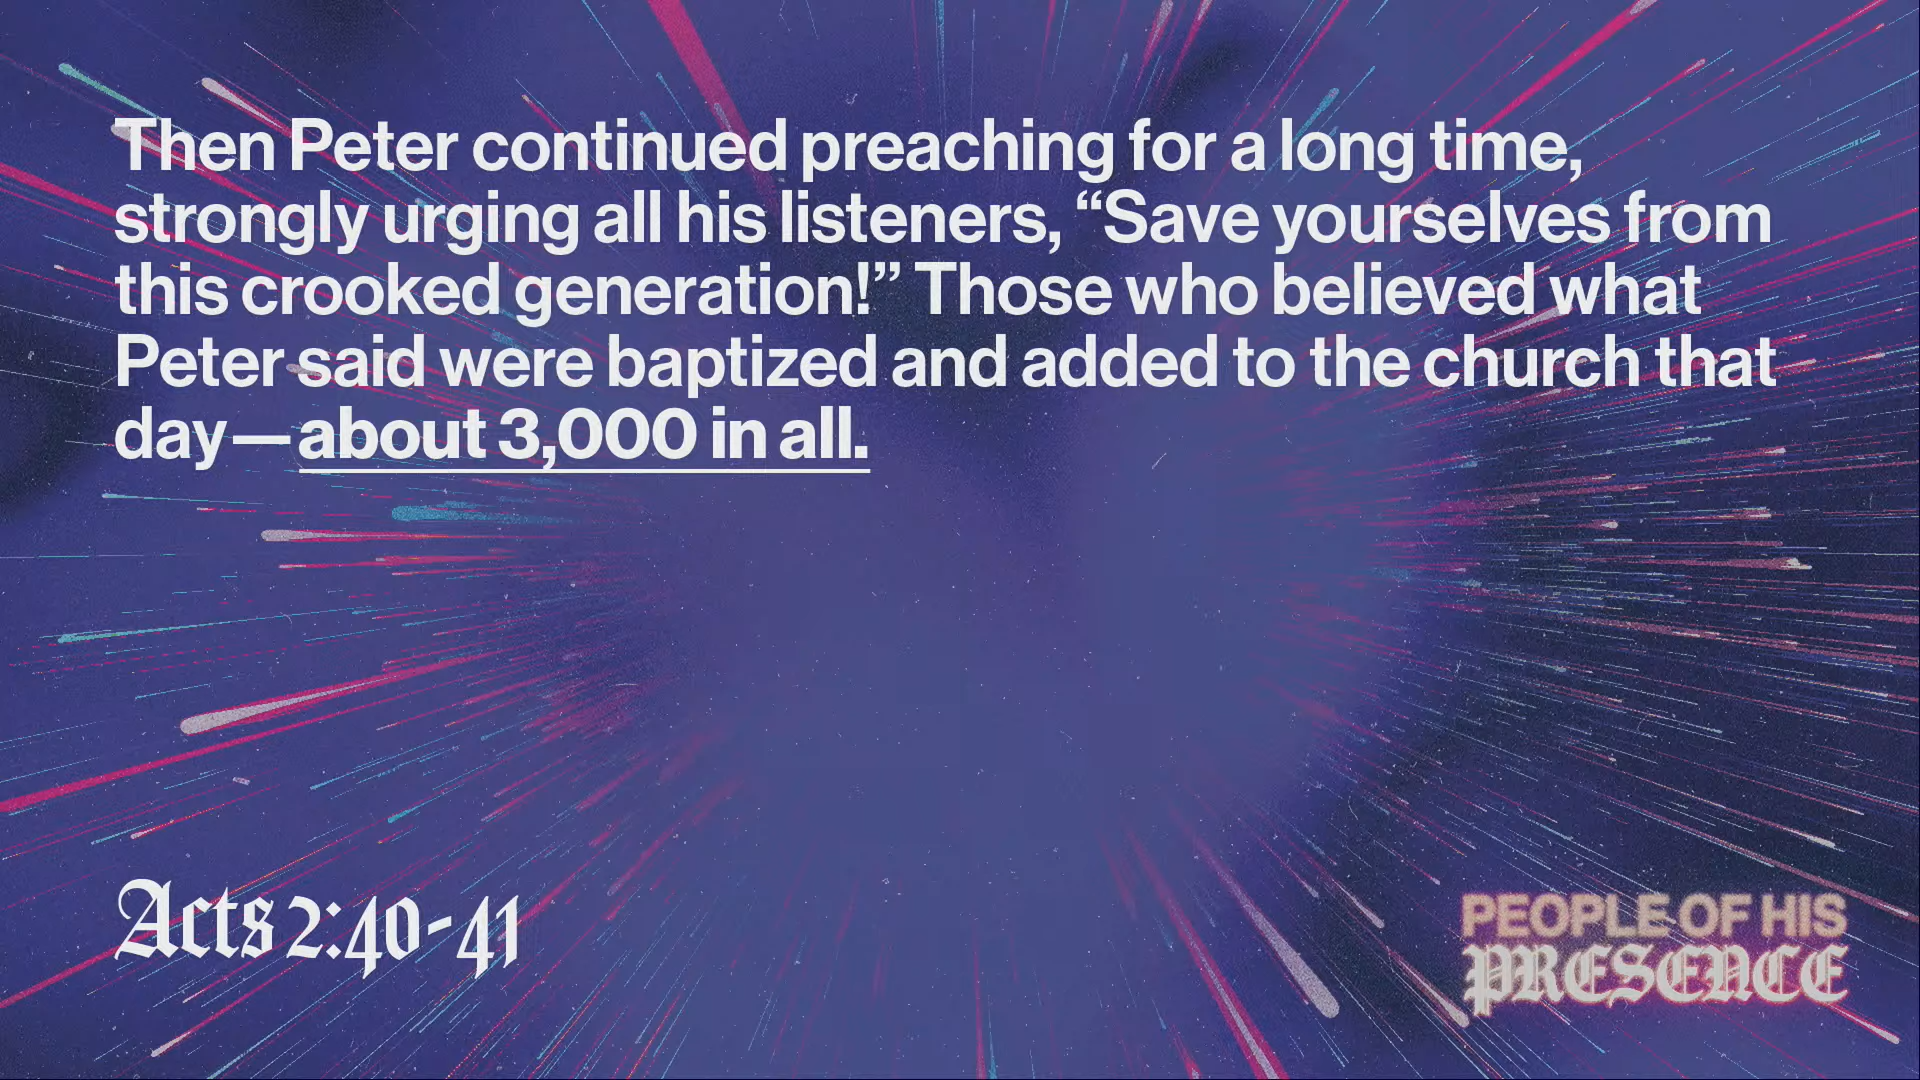 Then Peter continued preaching for a long time,
strongly urging all his listeners, “Save yourselves from
this crooked generation!” Those who believed what
Peter said were baptized and added to the church that
day—about 3,000 in all.
Acts 2:40-41
PEOPLE OF HIS
PRESENCE